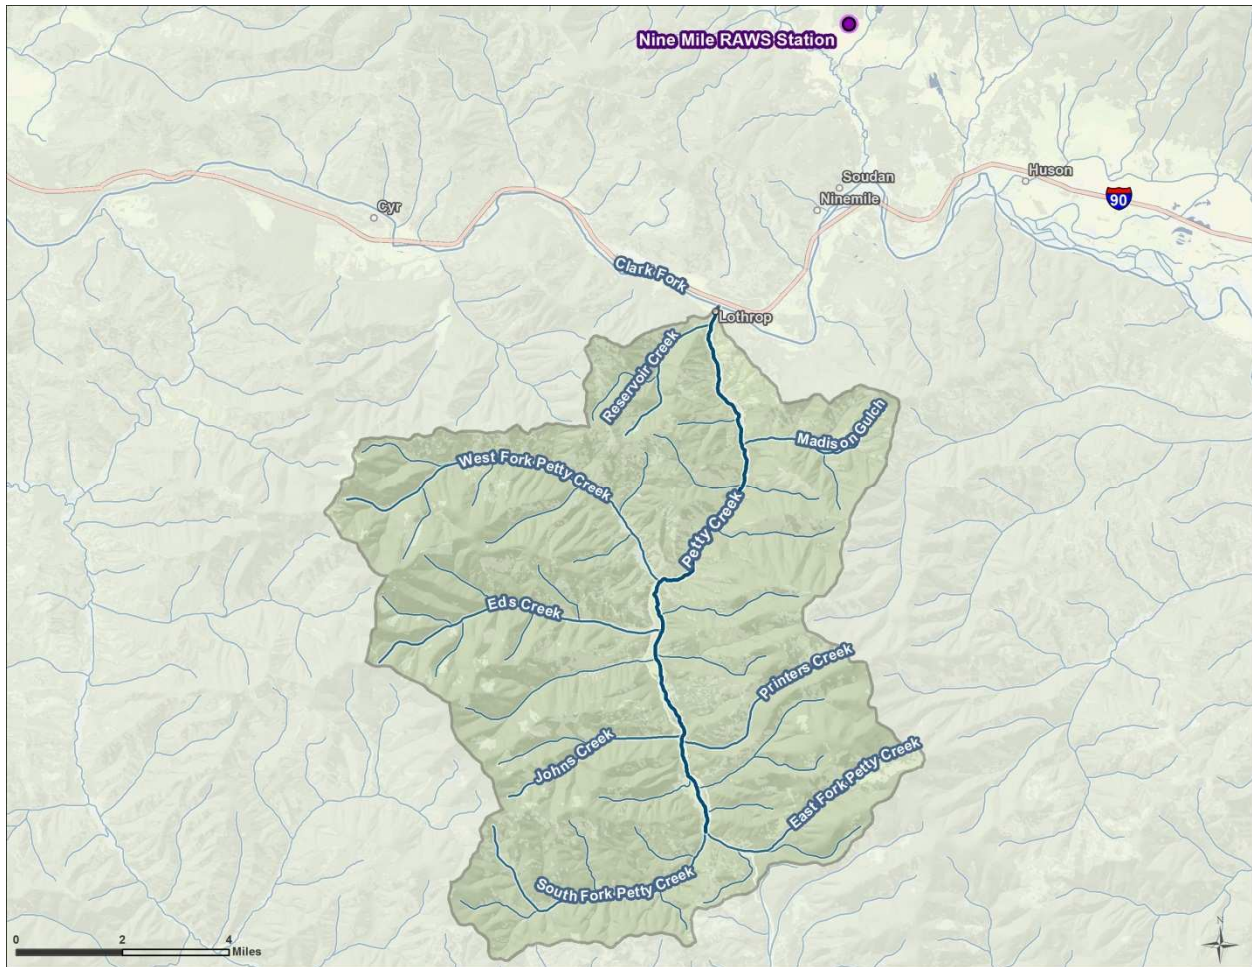 Nine Mile RAWS Station
Huson
Soudan
Ninemile
90
Cyr
Clark Fork
Lothrop
Reservoir Creek
Madison Gulch
West Fork Petty Creek
Petty Creek
Eds Creek
Printers Creek
Johns Creek
East Fork Petty Creek
South Fork Petty Creek
0 2 4
Miles
N